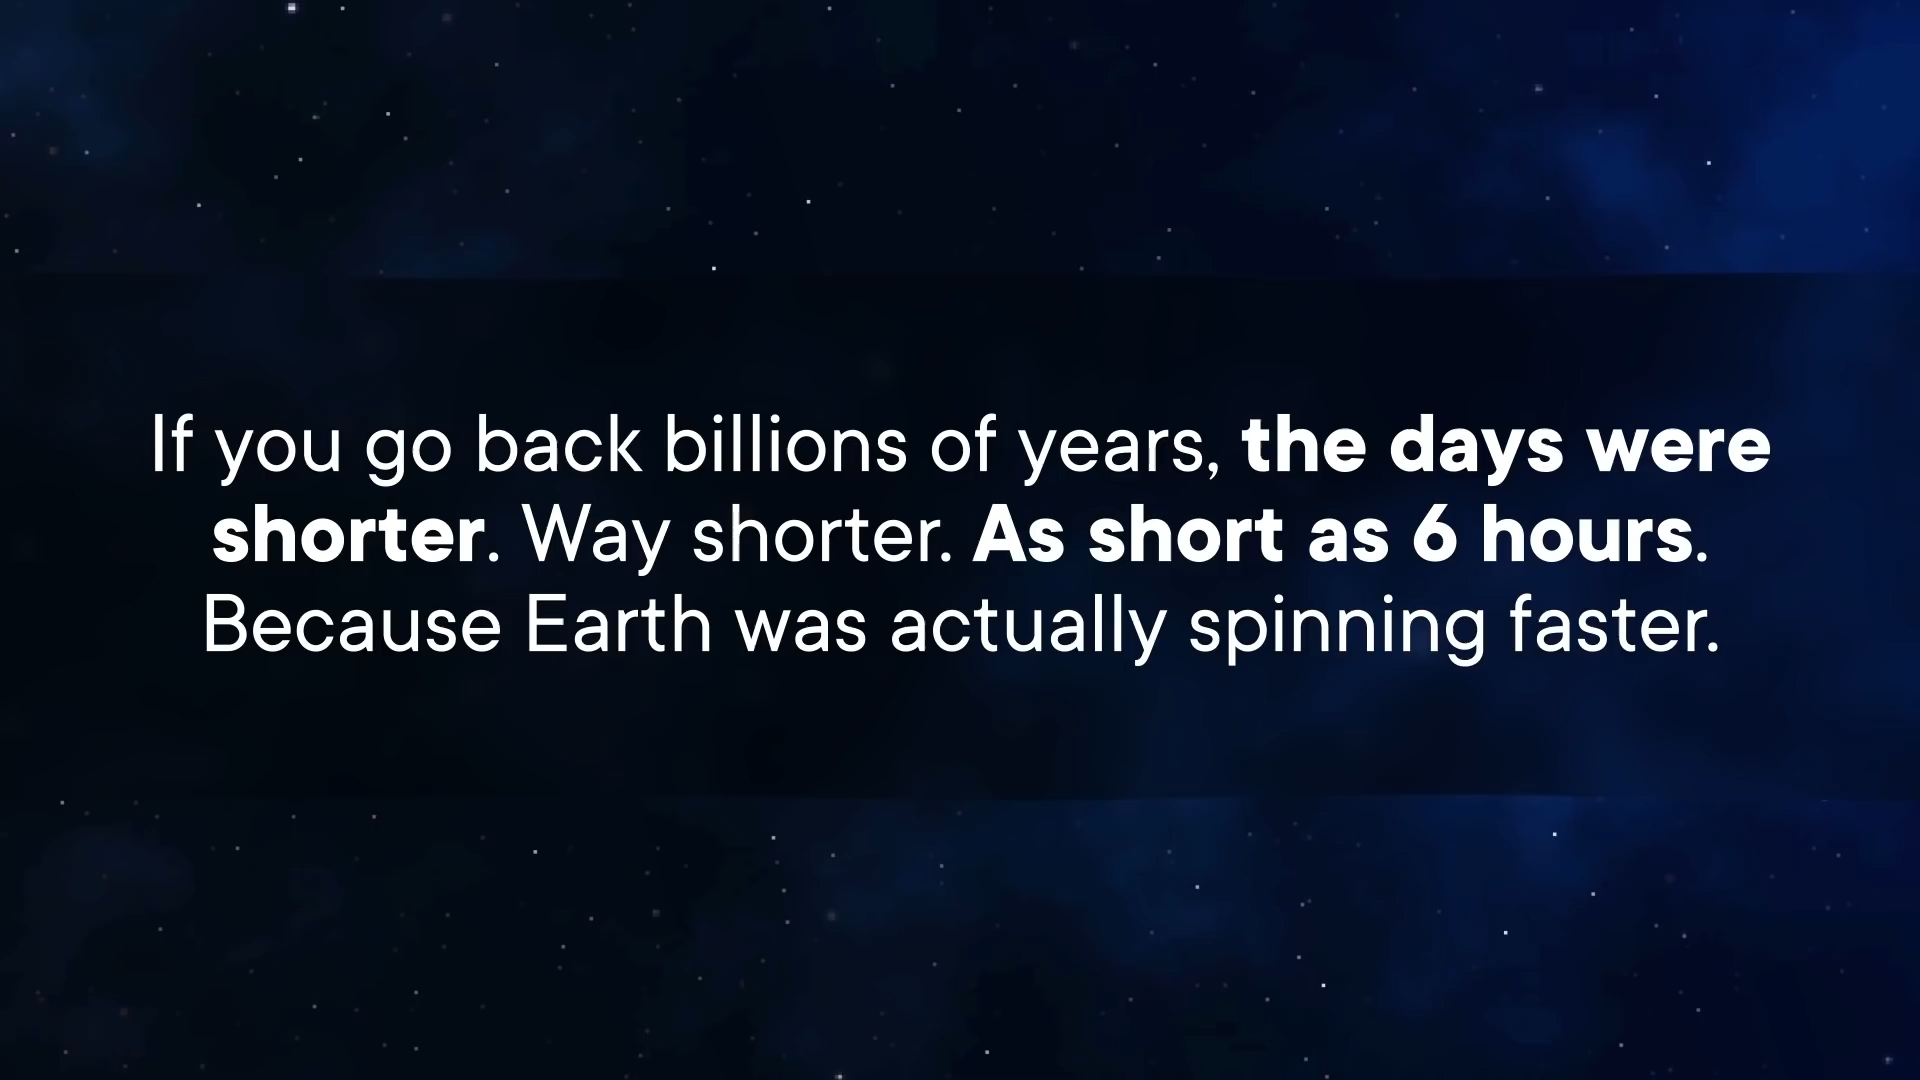 If you go back billions of years, the days were
shorter. Way shorter. As short as 6 hours.
Because Earth was actually spinning faster.